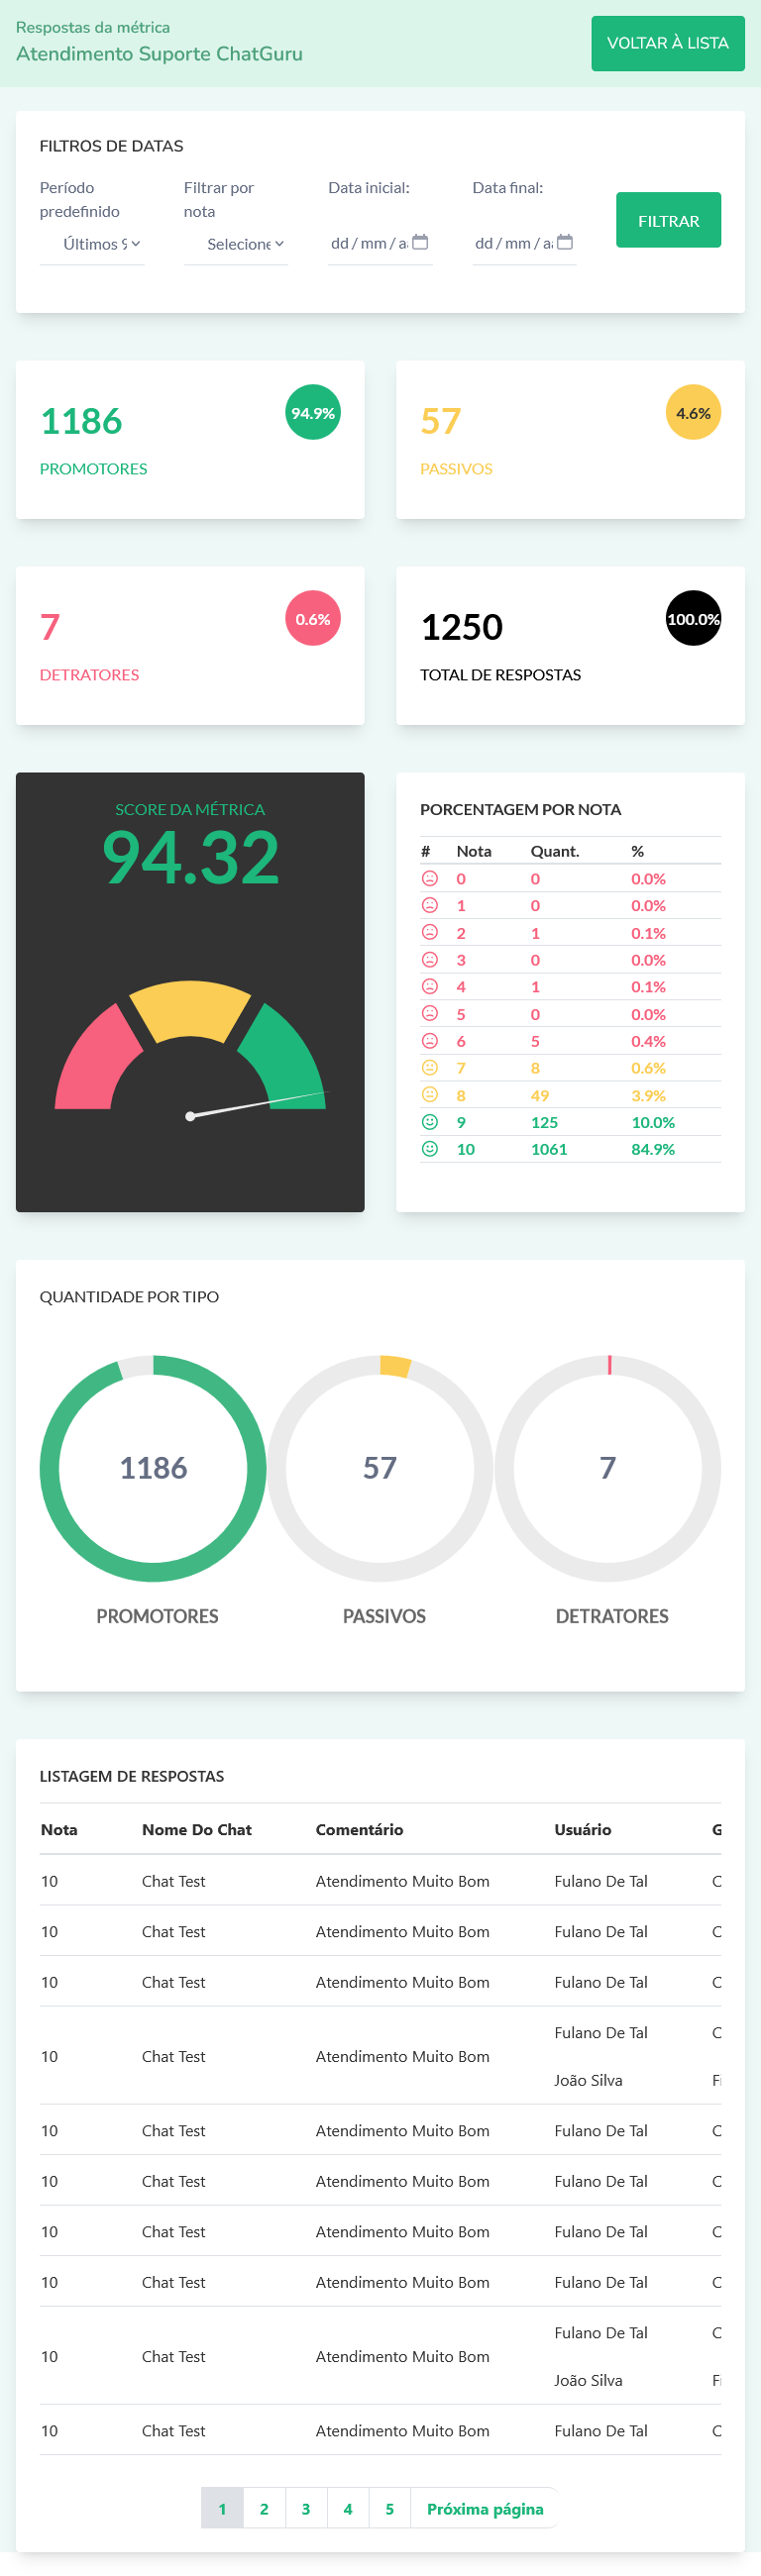 Respostas da métrica
Atendimento Suporte ChatGuru
VOLTAR À LISTA
FILTROS DE DATAS
Período predefinido
Filtrar por nota
Data inicial:
Data final:
Últimos 9
Selecione
dd / mm / aa
dd / mm / aa
FILTRAR
1186
94.9%
PROMOTORES
57
4.6%
PASSIVOS
7
0.6%
DETRATORES
1250
100.0%
TOTAL DE RESPOSTAS
SCORE DA MÉTRICA
94.32
PORCENTAGEM POR NOTA
# Nota Quant. %
0 0 0.0%
1 0 0.0%
2 1 0.1%
3 0 0.0%
4 1 0.1%
5 0 0.0%
6 5 0.4%
7 8 0.6%
8 49 3.9%
9 125 10.0%
10 1061 84.9%
QUANTIDADE POR TIPO
1186
57
7
PROMOTORES
PASSIVOS
DETRATORES
LISTAGEM DE RESPOSTAS
Nota Nome Do Chat Comentário Usuário G
10 Chat Test Atendimento Muito Bom Fulano De Tal
10 Chat Test Atendimento Muito Bom Fulano De Tal
10 Chat Test Atendimento Muito Bom Fulano De Tal
10 Chat Test Atendimento Muito Bom Fulano De Tal
João Silva
10 Chat Test Atendimento Muito Bom Fulano De Tal
10 Chat Test Atendimento Muito Bom Fulano De Tal
10 Chat Test Atendimento Muito Bom Fulano De Tal
10 Chat Test Atendimento Muito Bom Fulano De Tal
10 Chat Test Atendimento Muito Bom Fulano De Tal
João Silva
10 Chat Test Atendimento Muito Bom Fulano De Tal
1 2 3 4 5 Próxima página